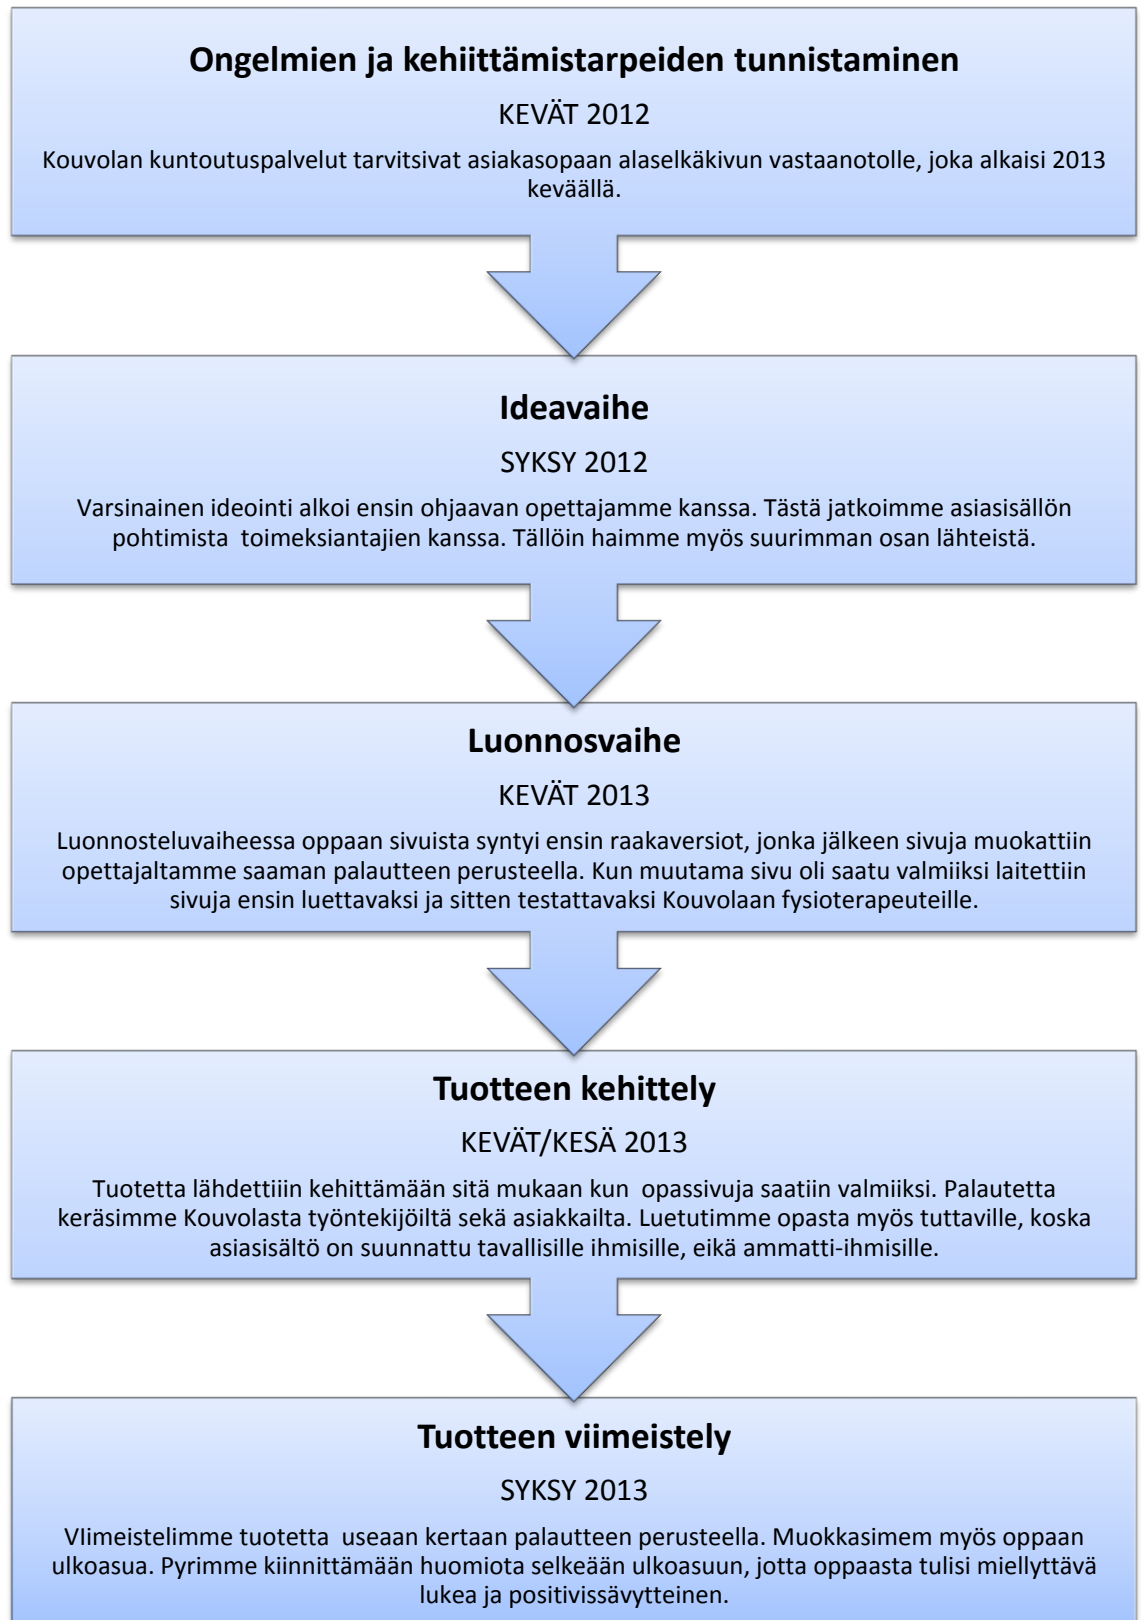 Ongelmien ja kehiittämistarpeiden tunnistaminen
KEVÄT 2012
Kouvolan kuntoutuspalvelut tarvitsivat asiakasopaan alaselkäkivun vastaanotolle, joka alkaisi 2013
keväällä.
Ideavaihe
SYKSY 2012
Varsinainen ideointi alkoi ensin ohjaavan opettajamme kanssa. Tästä jatkoimme asiasisällön
pohtimista toimeksiantajien kanssa. Tällöin haimme myös suurimman osan lähteistä.
Luonnosvaihe
KEVÄT 2013
Luonnosteluvaiheessa oppaan sivuista syntyi ensin raakaversiot, jonka jälkeen sivuja muokattiin
opettajaltamme saaman palautteen perusteella. Kun muutama sivu oli saatu valmiiksi laitettiin
sivuja ensin luettavaksi ja sitten testattavaksi Kouvolaan fysioterapeuteille.
Tuotteen kehittely
KEVÄT/KESÄ 2013
Tuotetta lähdettiiin kehittämään sitä mukaan kun opassivuja saatiin valmiiksi. Palautetta
keräsimme Kouvolasta työntekijöiltä sekä asiakkailta. Luetutimme opasta myös tuttaville, koska
asiasisältö on suunnattu tavallisille ihmisille, eikä ammatti-ihmisille.
Tuotteen viimeistely
SYKSY 2013
VIimeistelimme tuotetta useaan kertaan palautteen perusteella. Muokkasimem myös oppaan
ulkoasua. Pyrimme kiinnittämään huomiota selkeään ulkoasuun, jotta oppaasta tulisi miellyttävä
lukea ja positivissävytteinen.